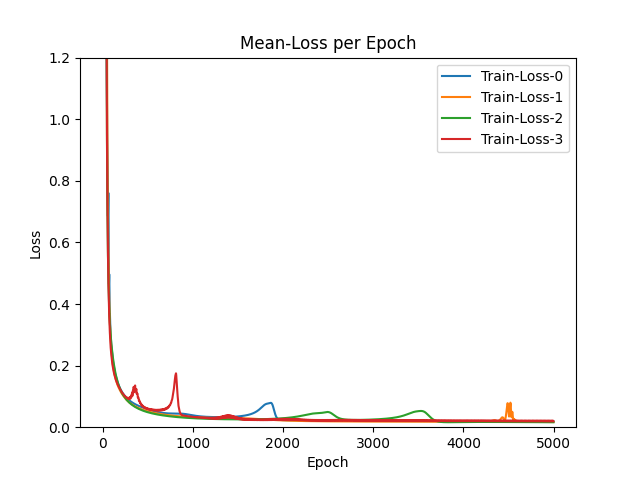 Mean-Loss per Epoch
1.2
1.0
0.8
0.6
0.4
0.2
0.0
Loss
Train-Loss-0
Train-Loss-1
Train-Loss-2
Train-Loss-3
0
1000
2000
3000
4000
5000
Epoch